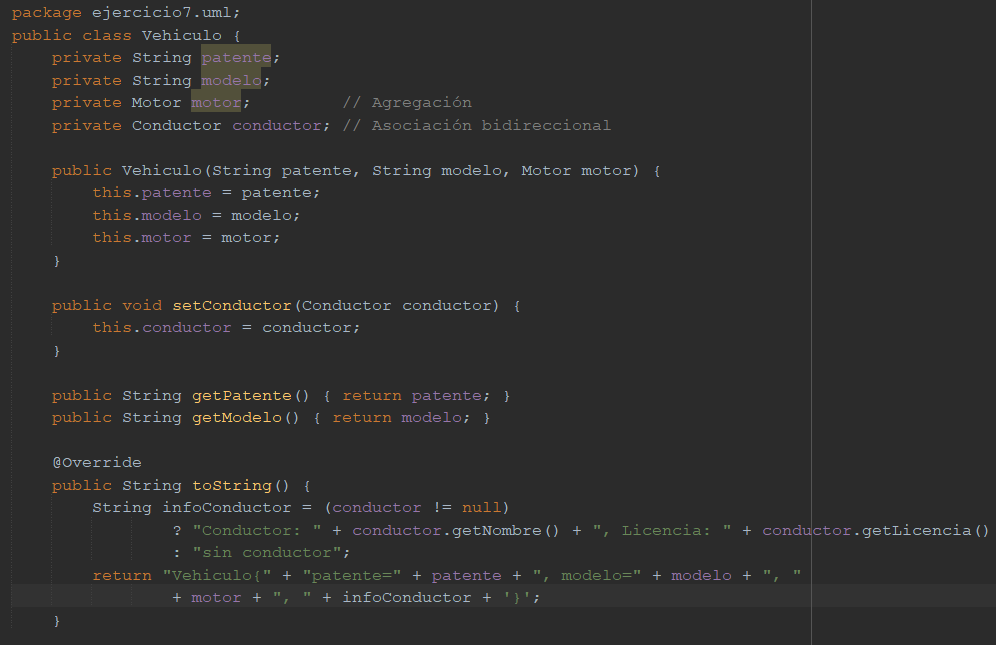 package ejercicio7.uml;
public class Vehiculo {
    private String patente;
    private String modelo;
    private Motor motor;         // Agregación
    private Conductor conductor; // Asociación bidireccional

    public Vehiculo(String patente, String modelo, Motor motor) {
        this.patente = patente;
        this.modelo = modelo;
        this.motor = motor;
    }

    public void setConductor(Conductor conductor) {
        this.conductor = conductor;
    }

    public String getPatente() { return patente; }
    public String getModelo() { return modelo; }

    @Override
    public String toString() {
        String infoConductor = (conductor != null)
                ? "Conductor: " + conductor.getNombre() + ", Licencia: " + conductor.getLicencia()
                : "sin conductor";
        return "Vehiculo{" + "patente=" + patente + ", modelo=" + modelo + ", "
                + motor + ", " + infoConductor + '}';
    }